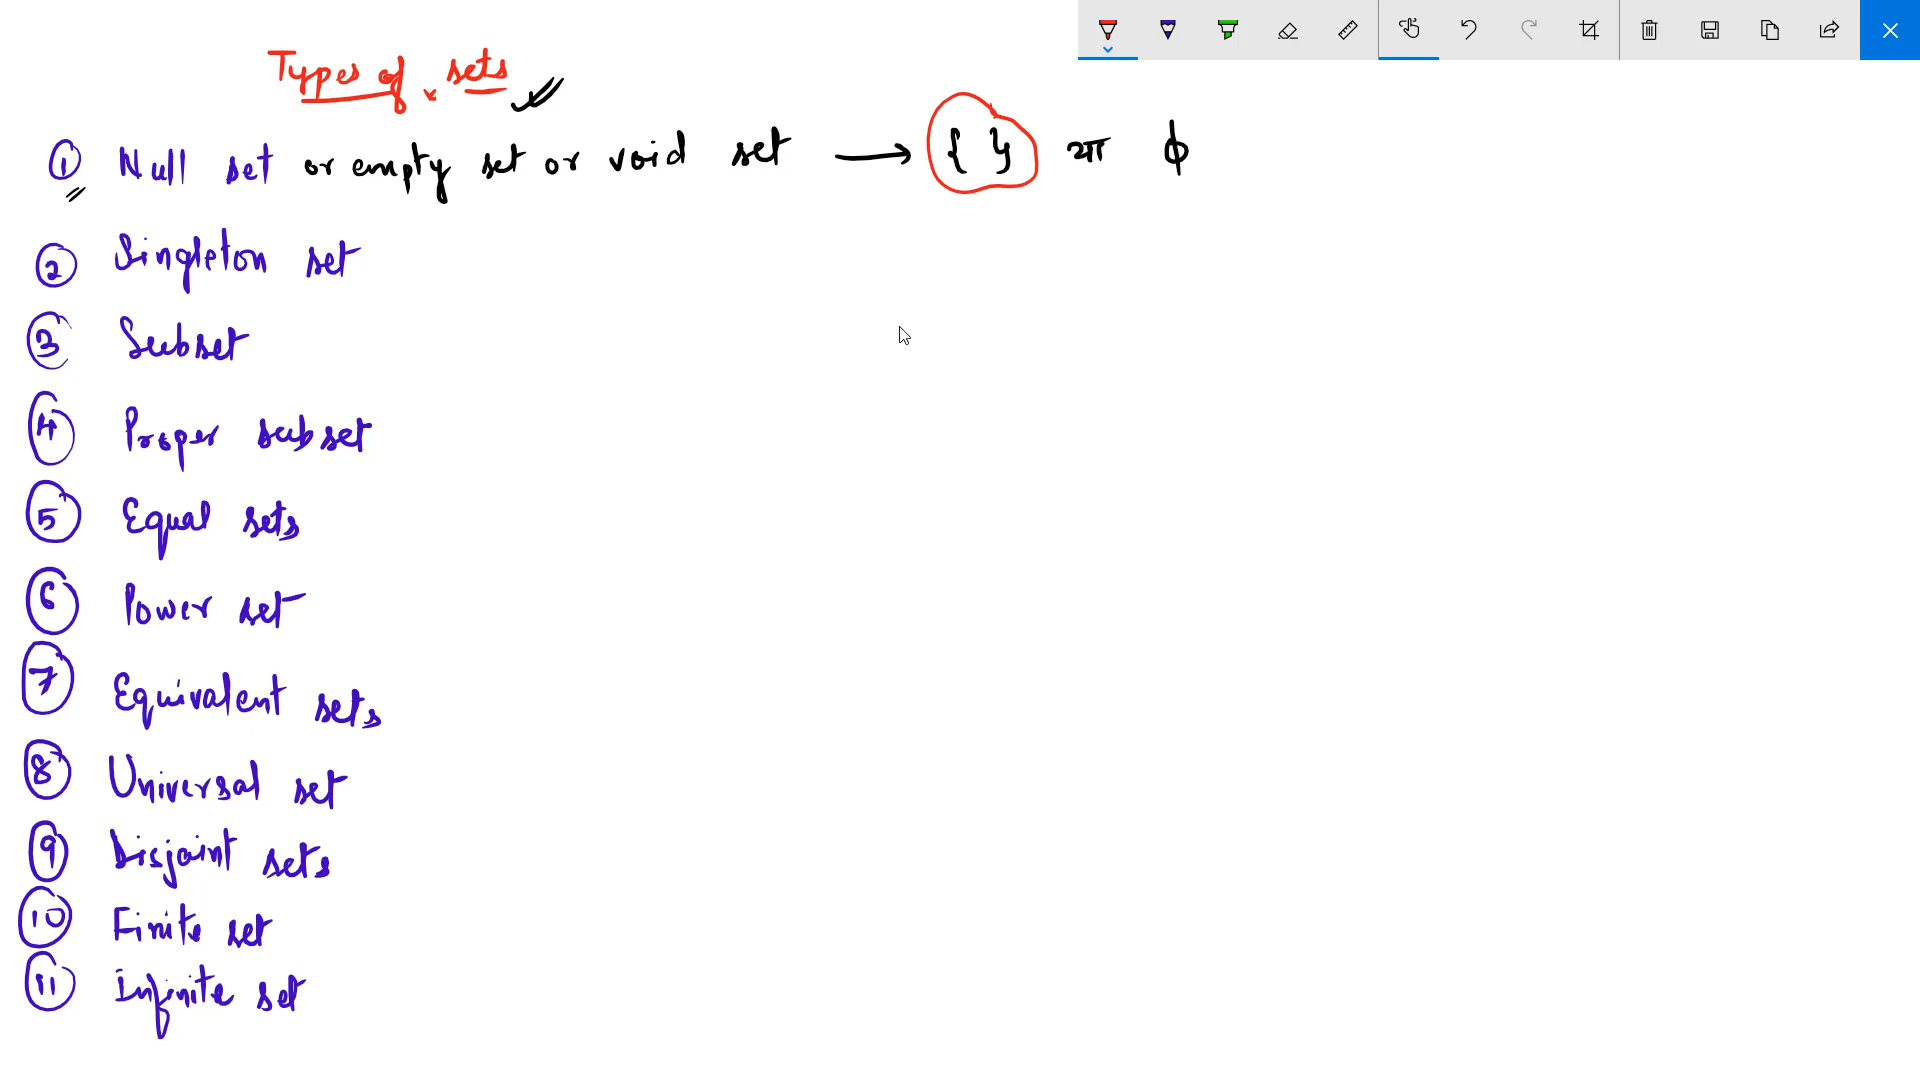 Types of sets
① Null set or empty set or void set → { } या ϕ
② Singleton set
③ Subset
④ Proper subset
⑤ Equal sets
⑥ Power set
⑦ Equivalent sets
⑧ Universal set
⑨ Disjoint sets
⑩ Finite set
⑪ Infinite set